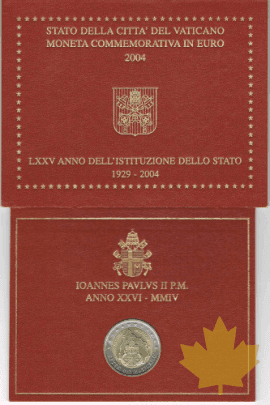 STATO DELLA CITTA' DEL VATICANO
MONETA COMMEMORATIVA IN EURO
2004
LXXV ANNO DELL'ISTITUZIONE DELLO STATO
1929 - 2004
IOANNES PAVLVS II P.M.
ANNO XXVI - MMIV